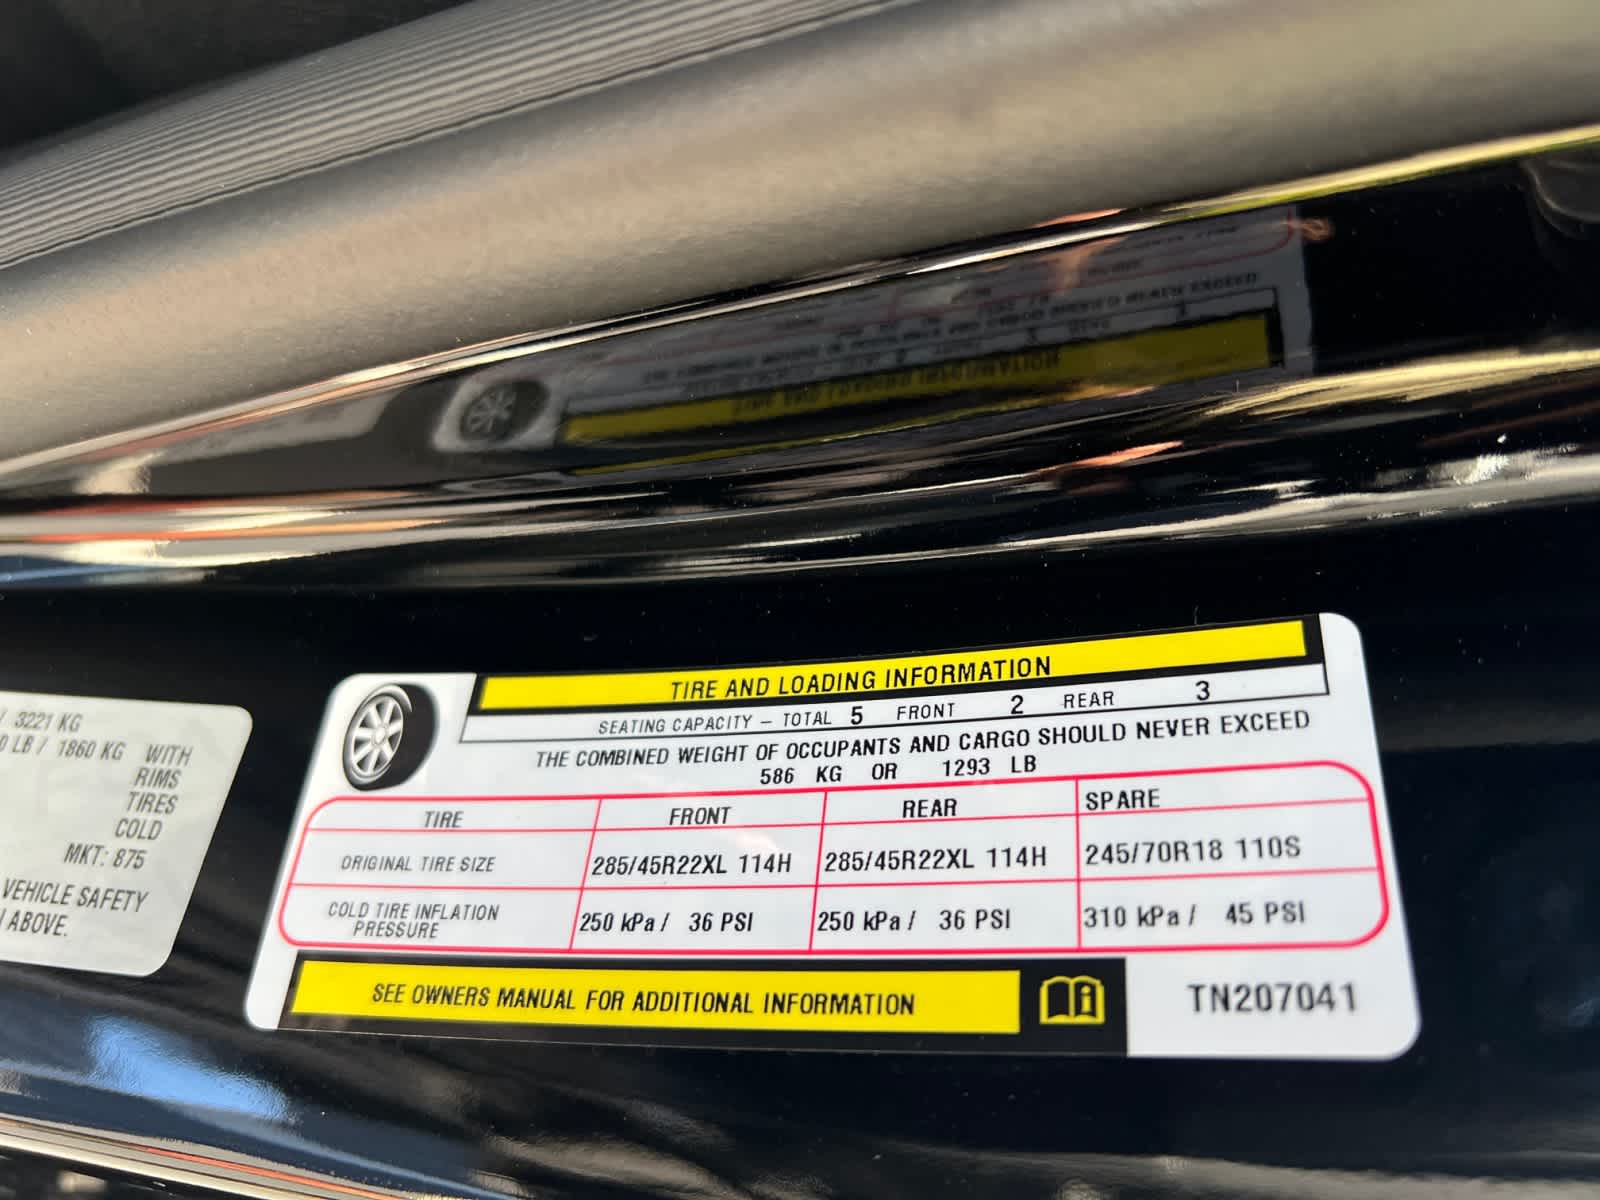 3221 KG
LB / 1860 KG WITH
RIMS
TIRES
COLD
MKT: 875
VEHICLE SAFETY
ABOVE.
TIRE AND LOADING INFORMATION
SEATING CAPACITY – TOTAL 5 FRONT 2 REAR 3
THE COMBINED WEIGHT OF OCCUPANTS AND CARGO SHOULD NEVER EXCEED
586 KG OR 1293 LB
TIRE FRONT REAR SPARE
ORIGINAL TIRE SIZE 285/45R22XL 114H 285/45R22XL 114H 245/70R18 110S
COLD TIRE INFLATION
PRESSURE 250 kPa / 36 PSI 250 kPa / 36 PSI 310 kPa / 45 PSI
SEE OWNERS MANUAL FOR ADDITIONAL INFORMATION
TN207041